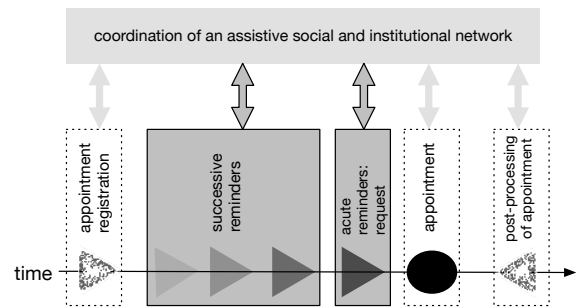 coordination of an assistive social and institutional network
appointment
registration
successive
reminders
acute
reminders:
request
appointment
post-processing
of appointment
time